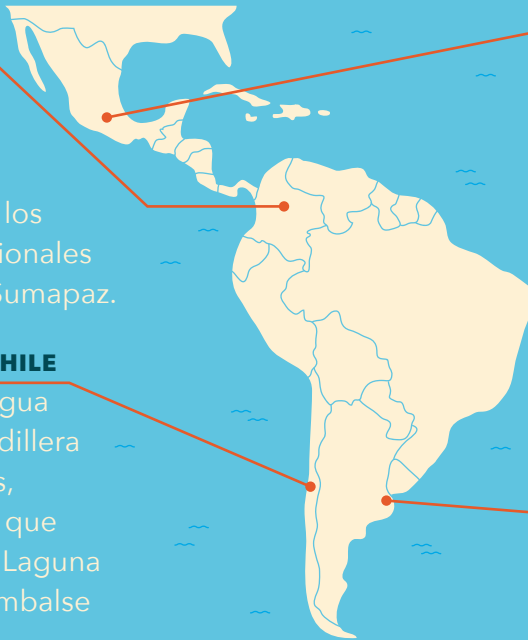 los
ionales
Sumapaz.
HILE
gua
dillera
s,
que
Laguna
mbalse